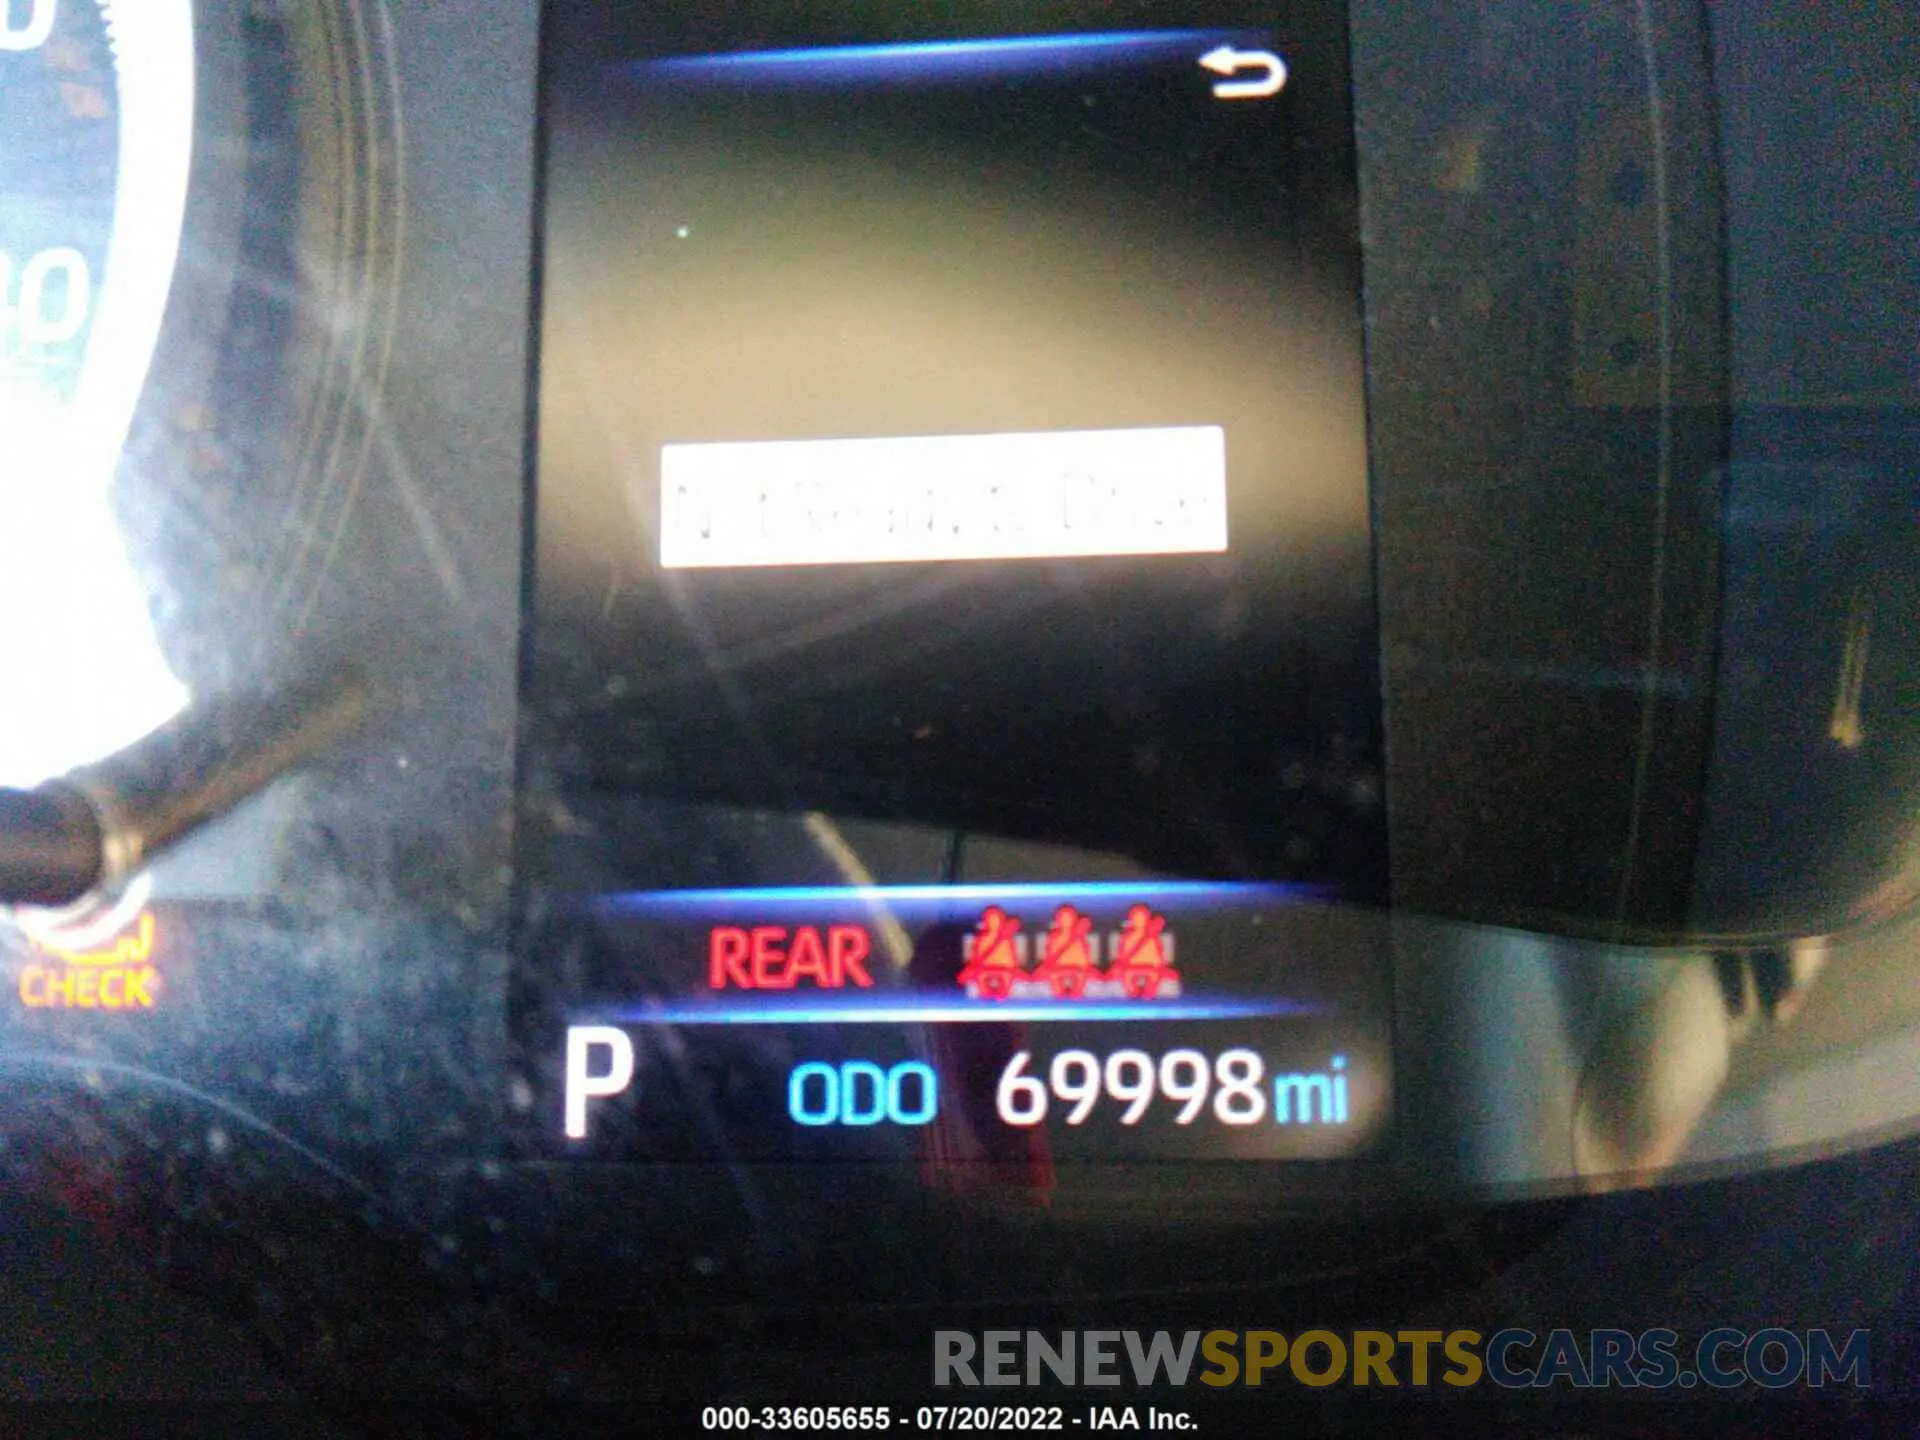 CHECK
REAR
P ODO 69998 mi
RENEWSPORTSCARS.COM
000-33605655 - 07/20/2022 - IAA Inc.